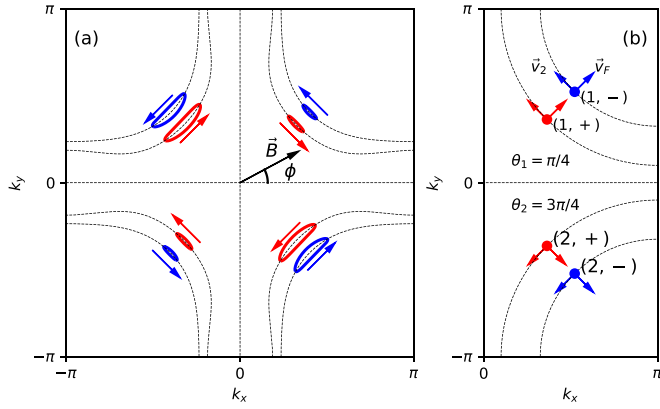 (a)
π
0
−π
k_y
−π
0
π
k_x
B⃗
ϕ
(b)
π
0
−π
k_y
0
π
k_x
v⃗_2
v⃗_F
(1, −)
(1, +)
θ_1 = π/4
θ_2 = 3π/4
(2, +)
(2, −)